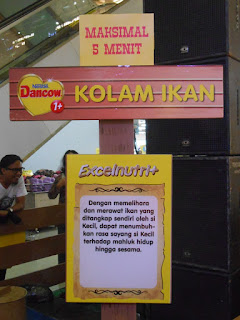 MAKSIMAL
5 MENIT
Nestlé
DANCOW
1+
KOLAM IKAN
Excelnutri+
Dengan memelihara
dan merawat ikan yang
ditangkap sendiri oleh si
Kecil, dapat menumbuh-
kan rasa sayang si Kecil
terhadap mahluk hidup
hingga sesama.